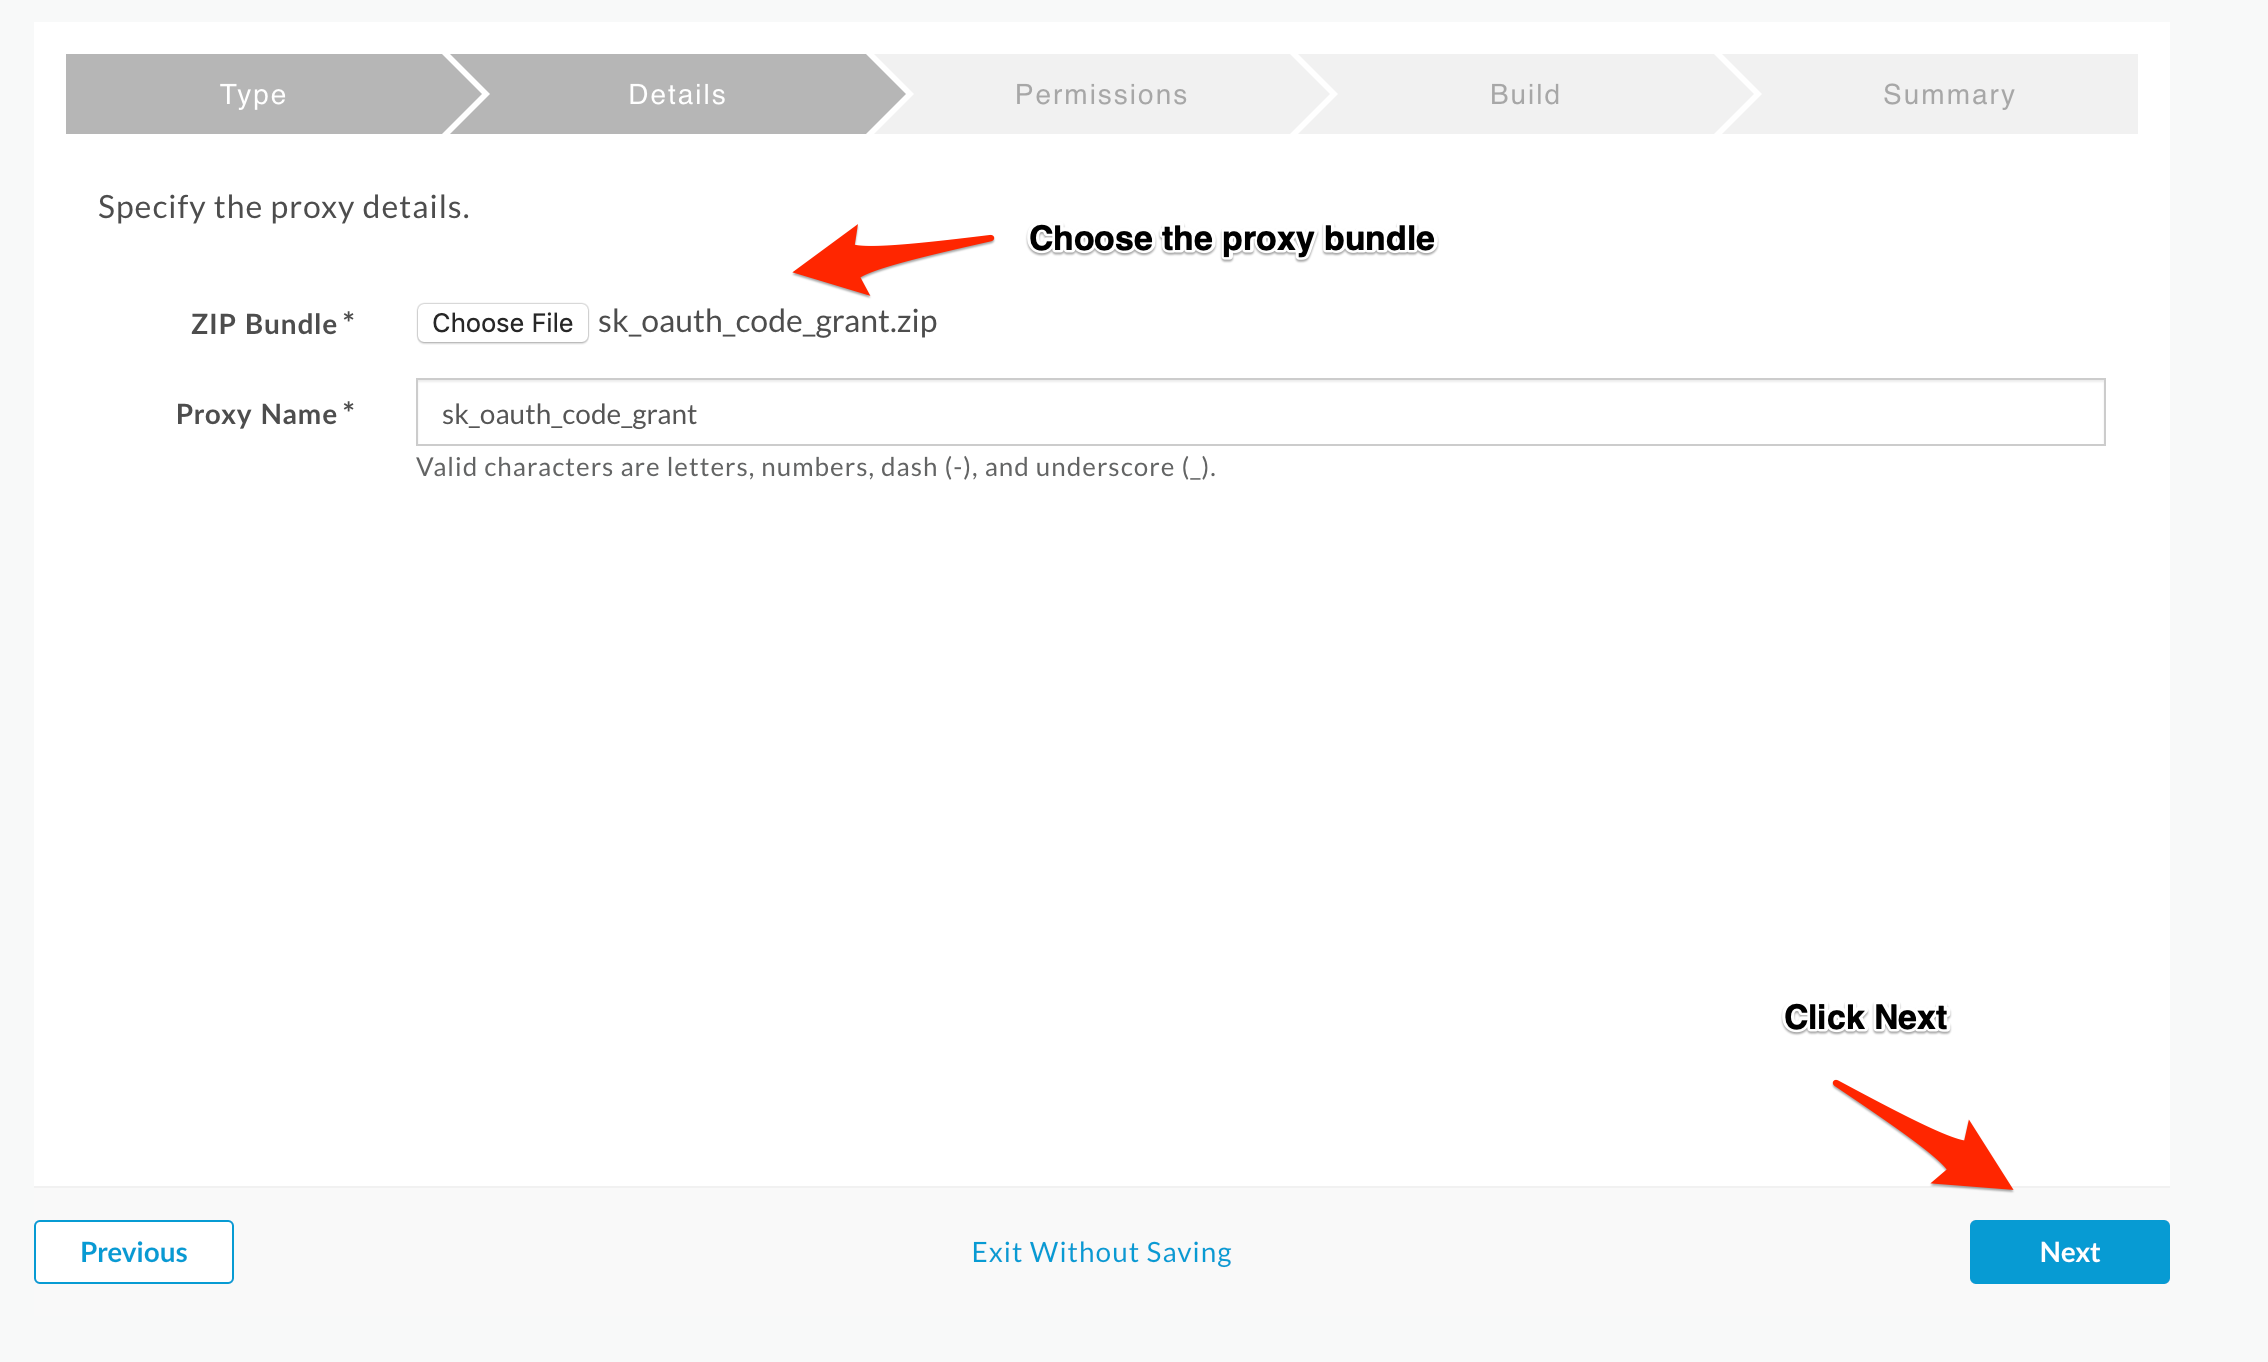 Type Details Permissions Build Summary
Specify the proxy details.
Choose the proxy bundle
ZIP Bundle* Choose File sk_oauth_code_grant.zip
Proxy Name* sk_oauth_code_grant
Valid characters are letters, numbers, dash (-), and underscore (_).
Click Next
Previous Exit Without Saving Next